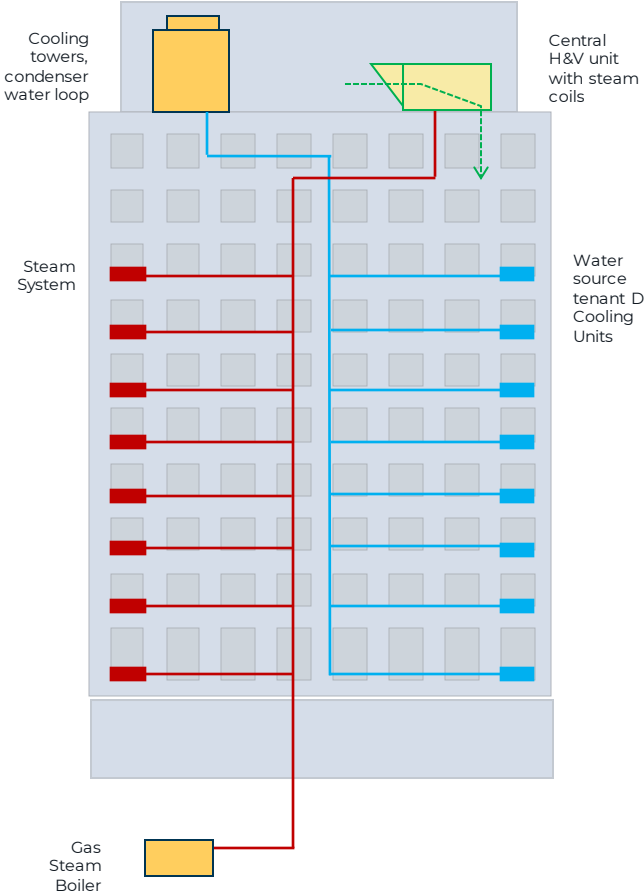 Cooling
towers,
condenser
water loop
Central
H&V unit
with steam
coils
Steam
System
Water
source
tenant D
Cooling
Units
Gas
Steam
Boiler